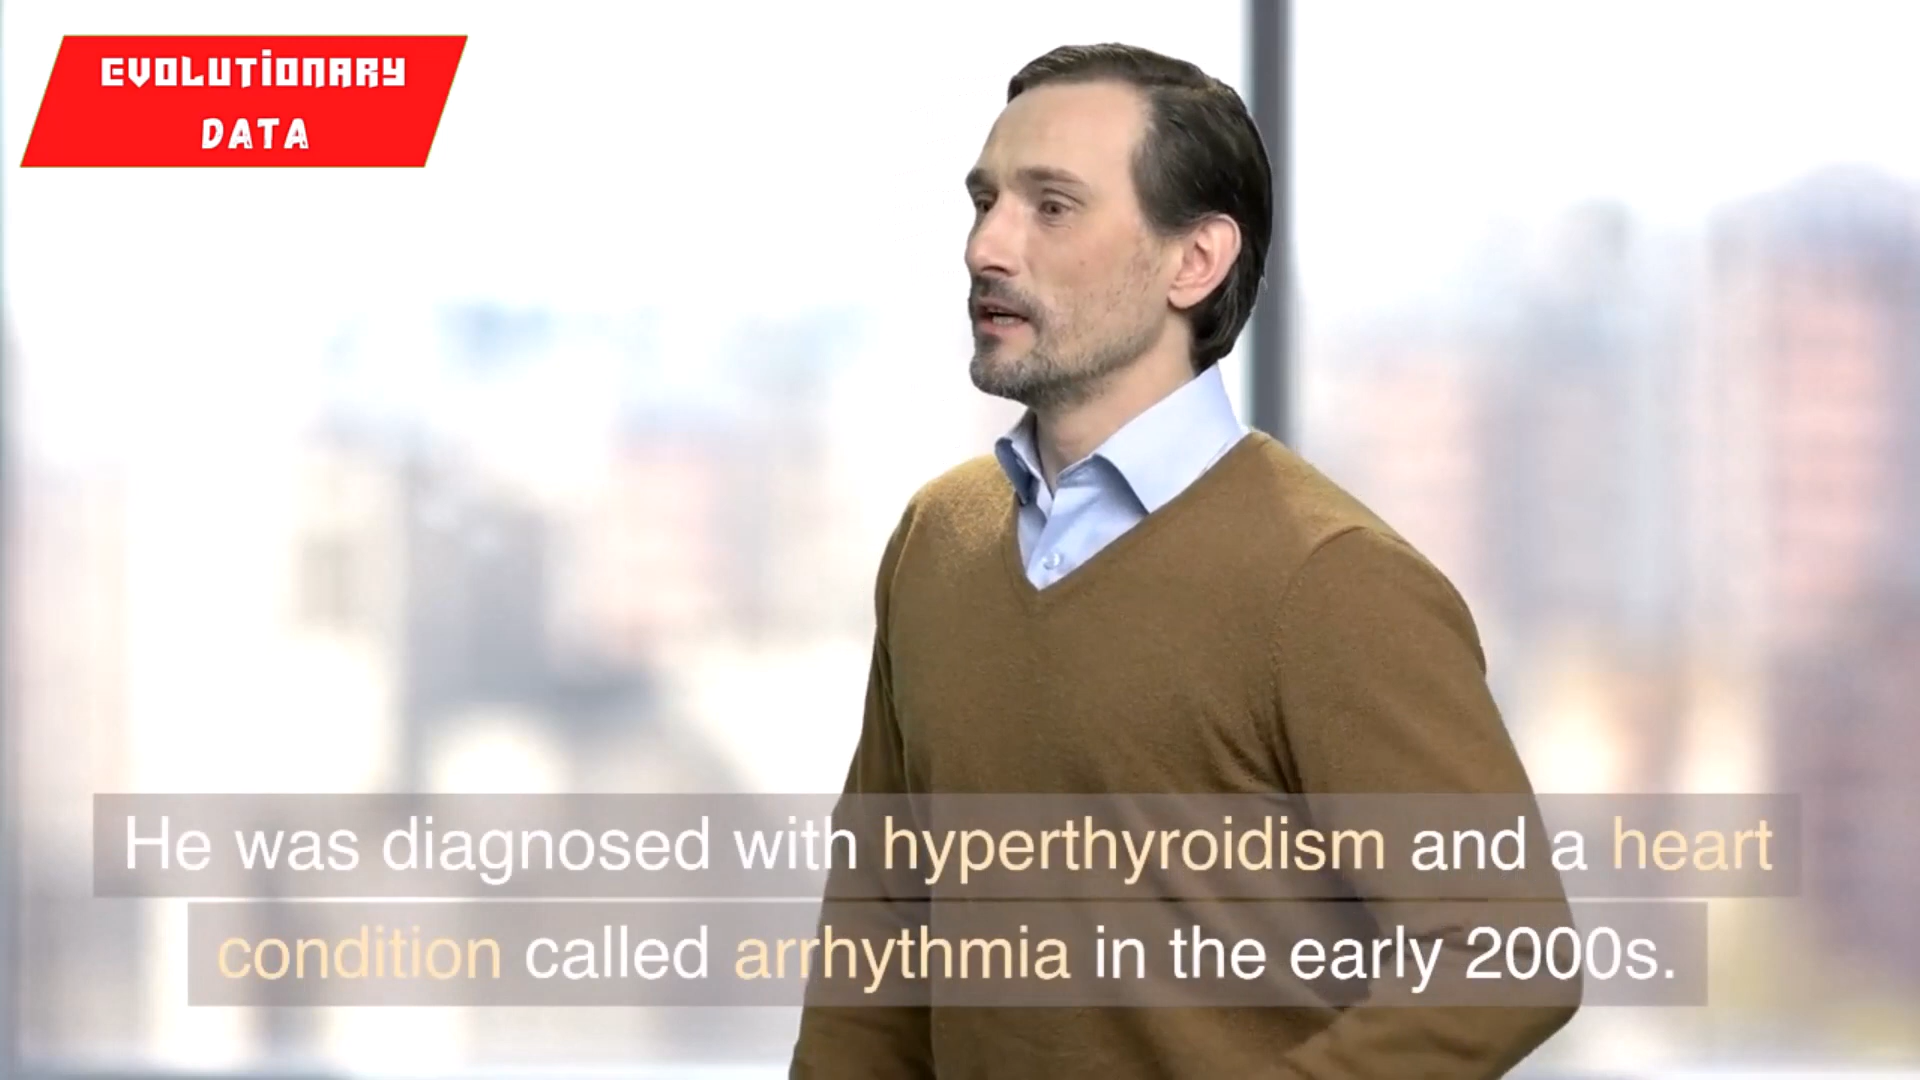 EVOLUTIONARY
DATA
He was diagnosed with hyperthyroidism and a heart
condition called arrhythmia in the early 2000s.